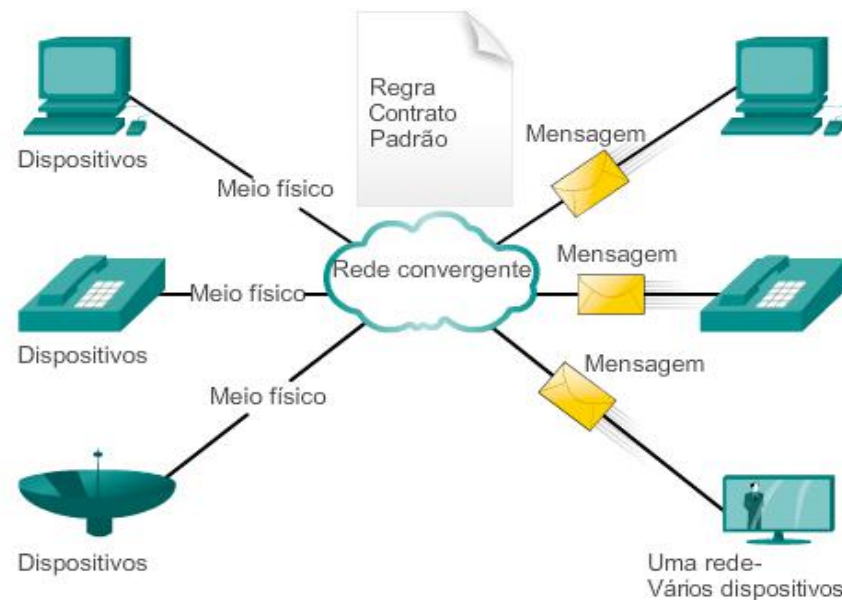 Regra
Contrato
Padrão
Mensagem
Dispositivos
Meio físico
Mensagem
Rede convergente
Meio físico
Dispositivos
Mensagem
Meio físico
Dispositivos
Uma rede-
Vários dispositivos